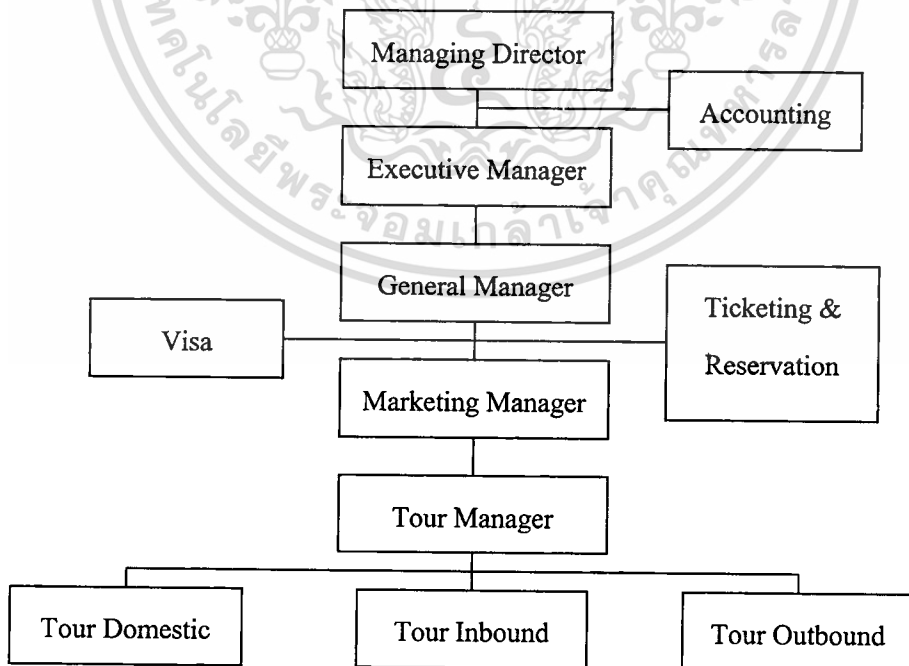 Managing Director
Accounting
Executive Manager
General Manager
Visa
Ticketing &
Reservation
Marketing Manager
Tour Manager
Tour Domestic
Tour Inbound
Tour Outbound